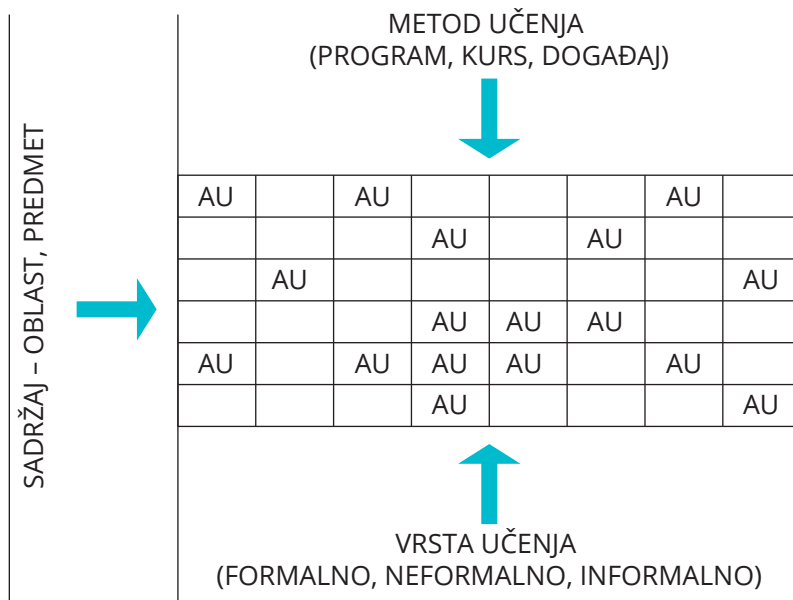 METOD UČENJA
(PROGRAM, KURS, DOGAĐAJ)
SADRŽAJ – OBLAST, PREDMET
AU AU AU
AU AU
AU AU
AU AU AU
AU AU AU AU AU
AU AU
VRSTA UČENJA
(FORMALNO, NEFORMALNO, INFORMALNO)